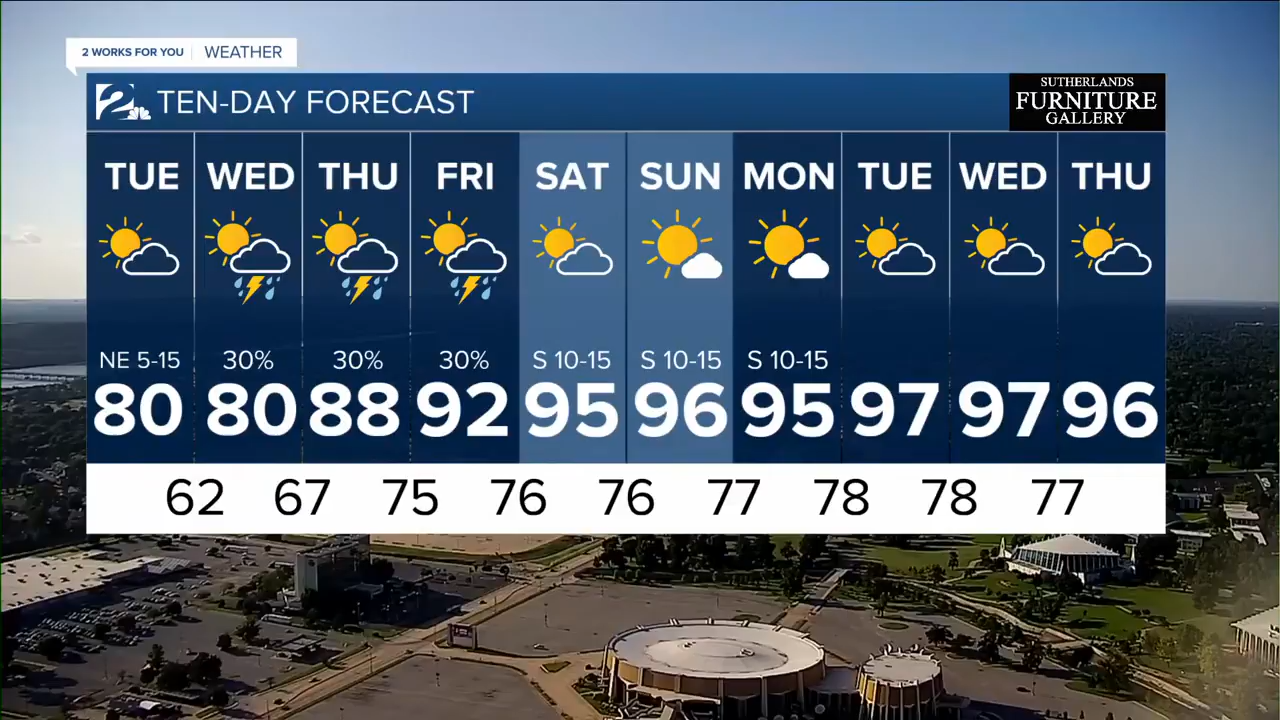 2 WORKS FOR YOU WEATHER
2 TEN-DAY FORECAST
SUTHERLANDS
FURNITURE
GALLERY
TUE WED THU FRI SAT SUN MON TUE WED THU
NE 5-15 30% 30% 30% S 10-15 S 10-15 S 10-15
80 80 88 92 95 96 95 97 97 96
62 67 75 76 76 77 78 78 77